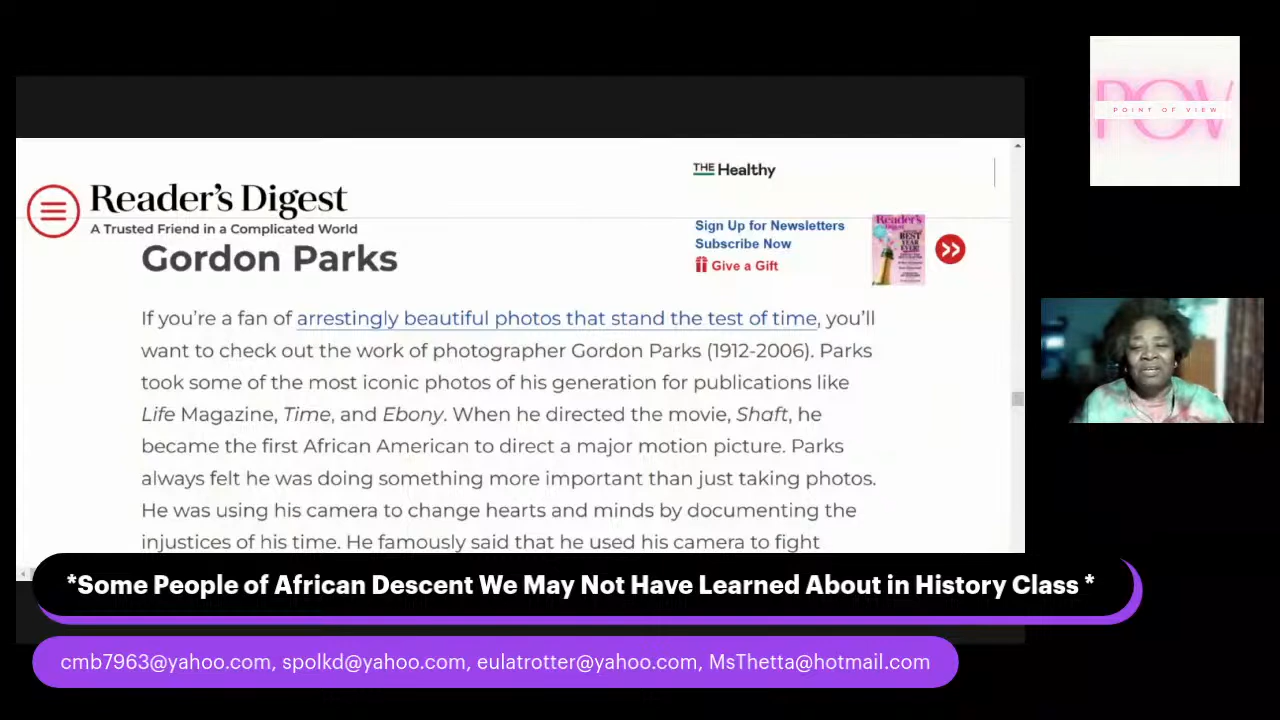 POV
POINT OF VIEW
THE Healthy
Reader's Digest
A Trusted Friend in a Complicated World
Sign Up for Newsletters
Subscribe Now
Give a Gift
Reader's
BEST
YEAR
EVER!
Gordon Parks
If you're a fan of arrestingly beautiful photos that stand the test of time, you'll
want to check out the work of photographer Gordon Parks (1912-2006). Parks
took some of the most iconic photos of his generation for publications like
Life Magazine, Time, and Ebony. When he directed the movie, Shaft, he
became the first African American to direct a major motion picture. Parks
always felt he was doing something more important than just taking photos.
He was using his camera to change hearts and minds by documenting the
injustices of his time. He famously said that he used his camera to fight
*Some People of African Descent We May Not Have Learned About in History Class *
cmb7963@yahoo.com, spolkd@yahoo.com, eulatrotter@yahoo.com, MsThetta@hotmail.com